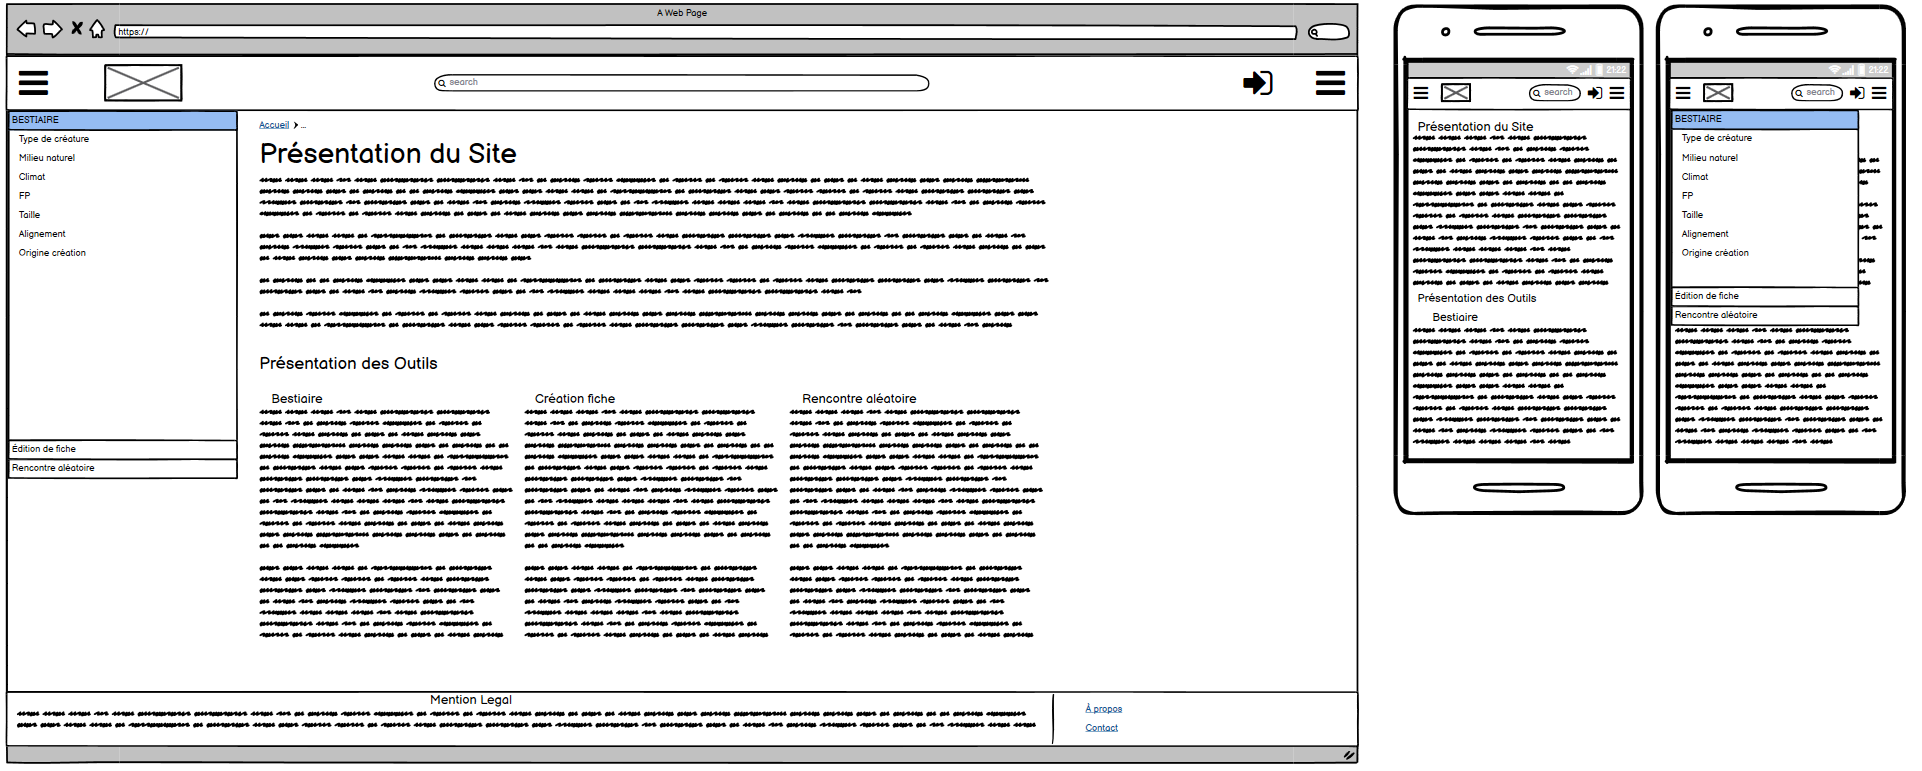 A Web Page
https://
search
BESTIAIRE
Type de créature
Milieu naturel
Climat
FP
Taille
Alignement
Origine création
Édition de fiche
Rencontre aléatoire
Accueil ...
Présentation du Site
Présentation des Outils
Bestiaire
Création fiche
Rencontre aléatoire
Mention Legal
À propos
Contact
21:22
search
Présentation du Site
Présentation des Outils
Bestiaire
21:22
search
BESTIAIRE
Type de créature
Milieu naturel
Climat
FP
Taille
Alignement
Origine création
Édition de fiche
Rencontre aléatoire